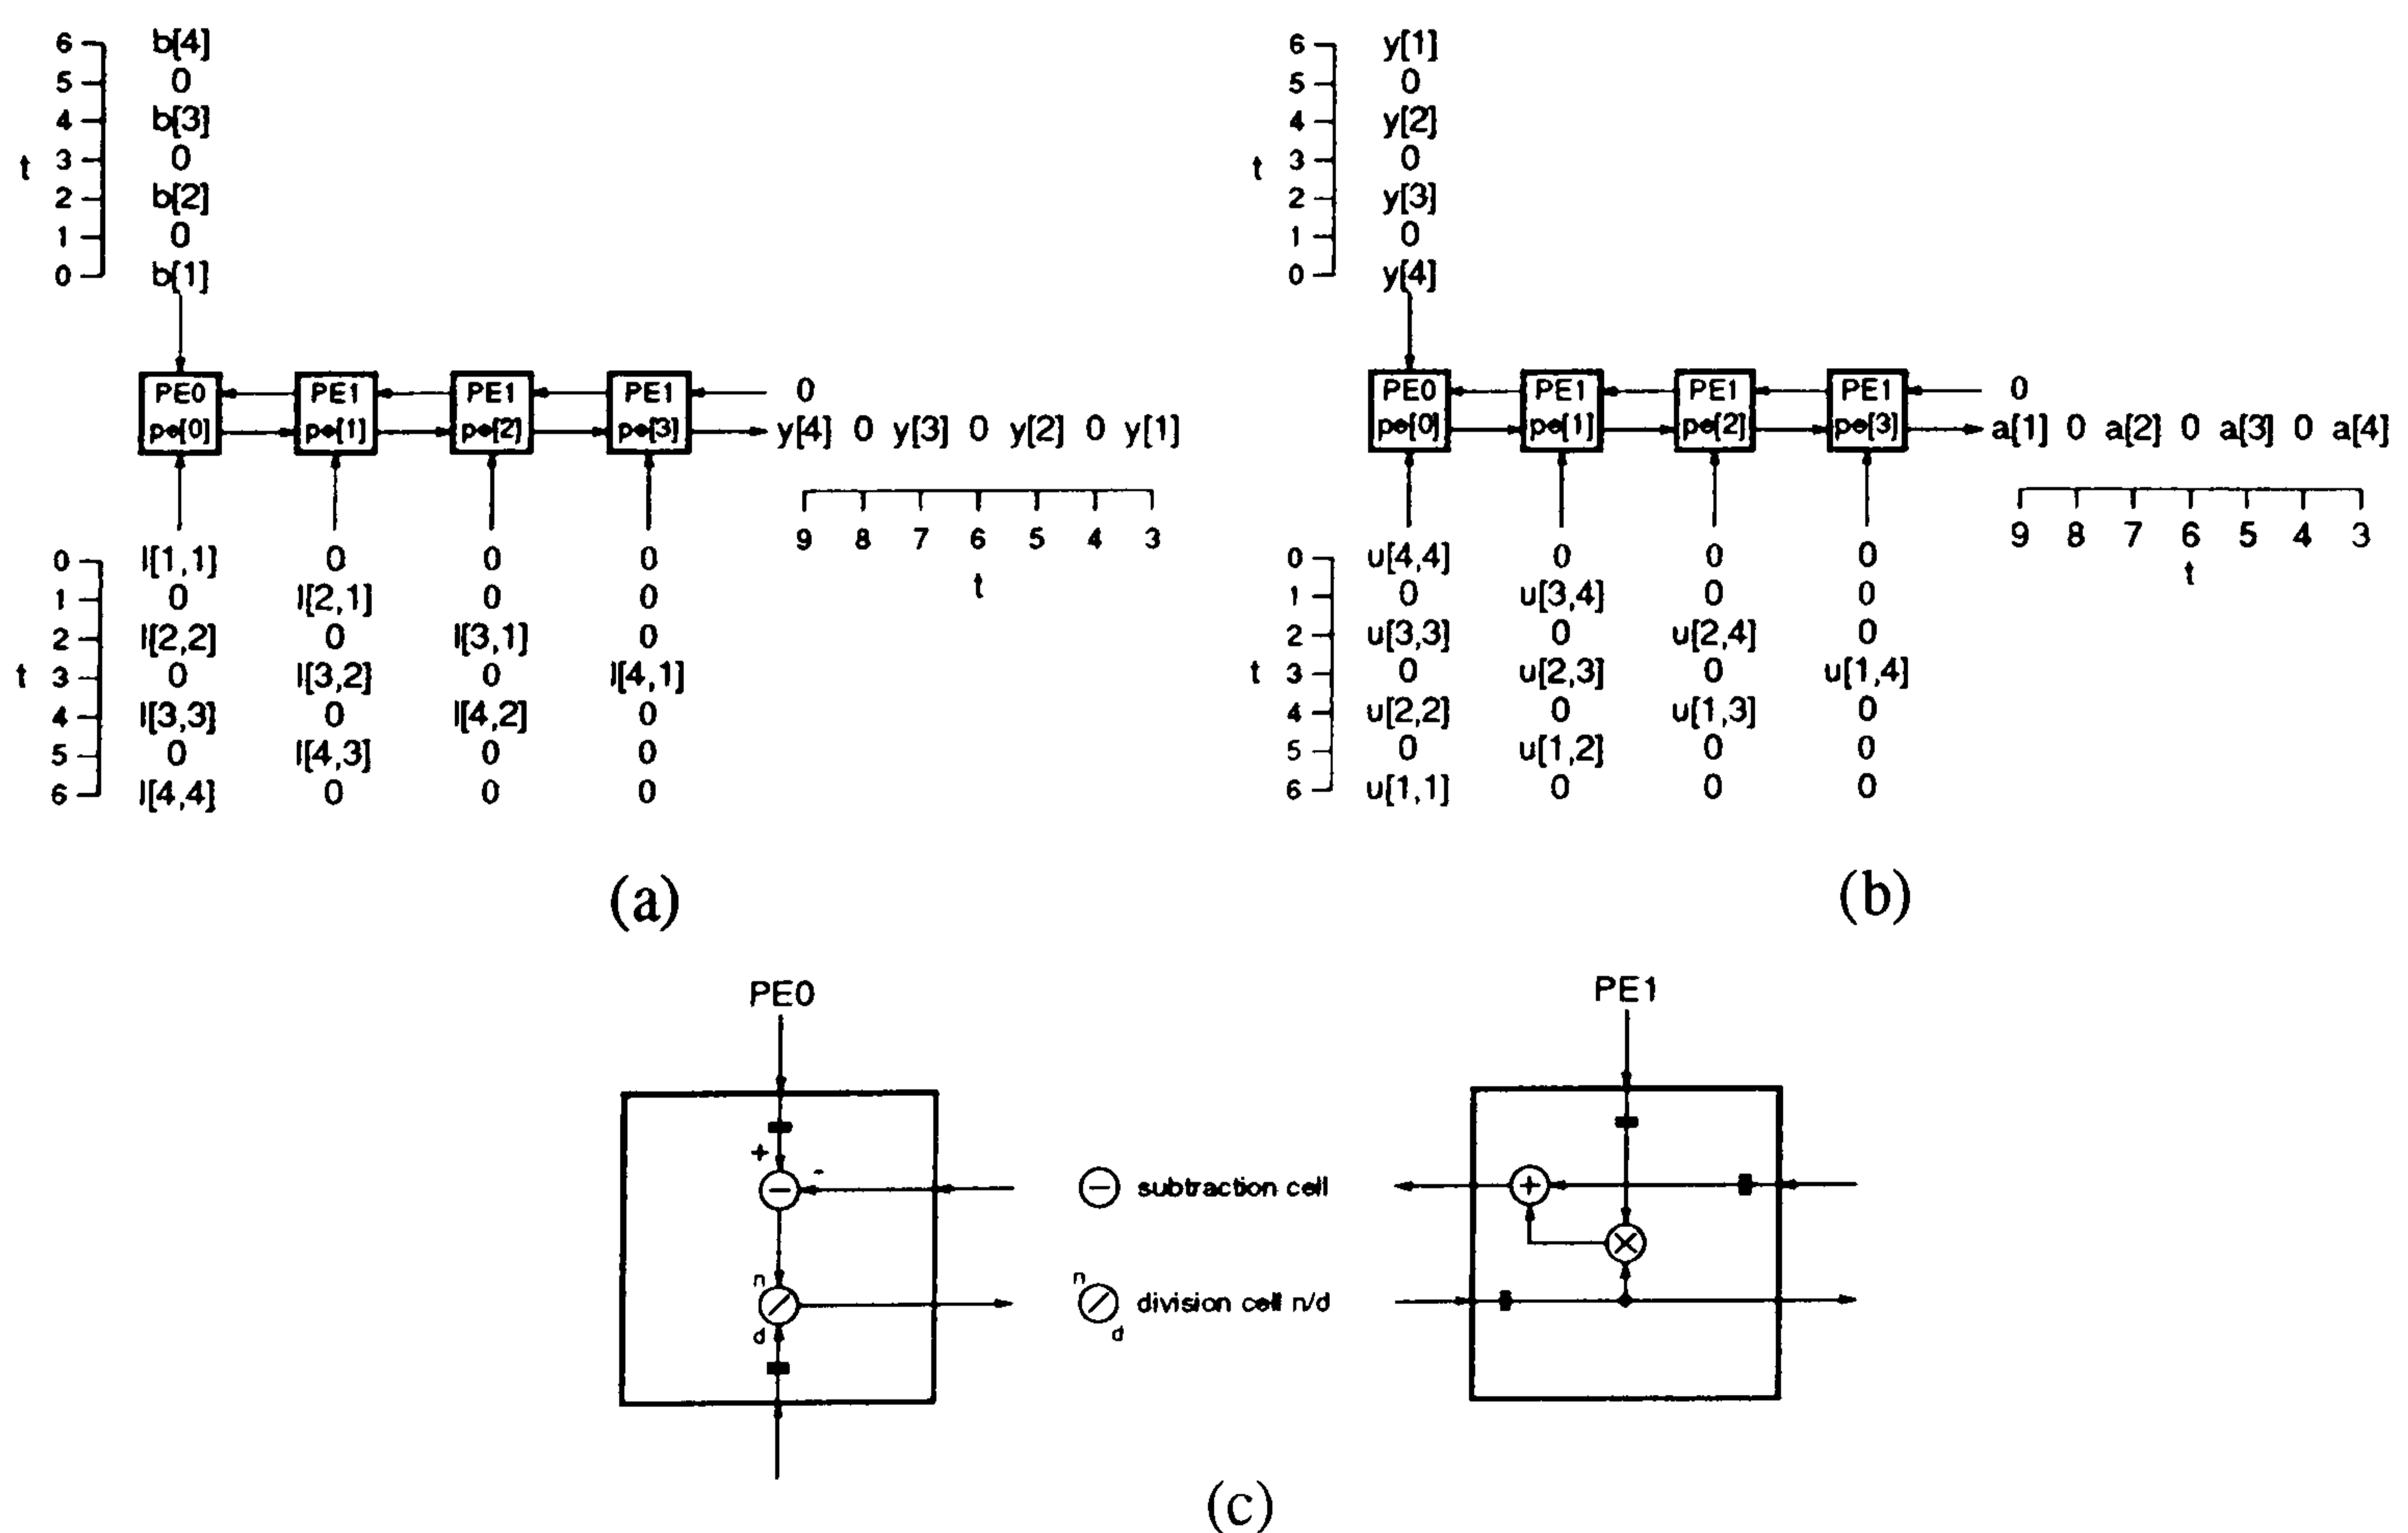 6 b[4]
5 0
4 b[3]
t 3 0
2 b[2]
1 0
0 b[1]
PE0 PE1 PE1 PE1 0
pe[0] pe[1] pe[2] pe[3] y[4] 0 y[3] 0 y[2] 0 y[1]
9 8 7 6 5 4 3
t
0 l[1,1] 0 0 0
1 0 l[2,1] 0 0
2 l[2,2] 0 l[3,1] 0
t 3 0 l[3,2] 0 l[4,1]
4 l[3,3] 0 l[4,2] 0
5 0 l[4,3] 0 0
6 l[4,4] 0 0 0
(a)
6 y[1]
5 0
4 y[2]
t 3 0
2 y[3]
1 0
0 y[4]
PE0 PE1 PE1 PE1 0
pe[0] pe[1] pe[2] pe[3] a[1] 0 a[2] 0 a[3] 0 a[4]
9 8 7 6 5 4 3
t
0 u[4,4] 0 0 0
1 0 u[3,4] 0 0
2 u[3,3] 0 u[2,4] 0
t 3 0 u[2,3] 0 u[1,4]
4 u[2,2] 0 u[1,3] 0
5 0 u[1,2] 0 0
6 u[1,1] 0 0 0
(b)
PE0
+ -
−
n
d
− subtraction cell
n
/ division cell n/d
d
PE1
+
×
(c)